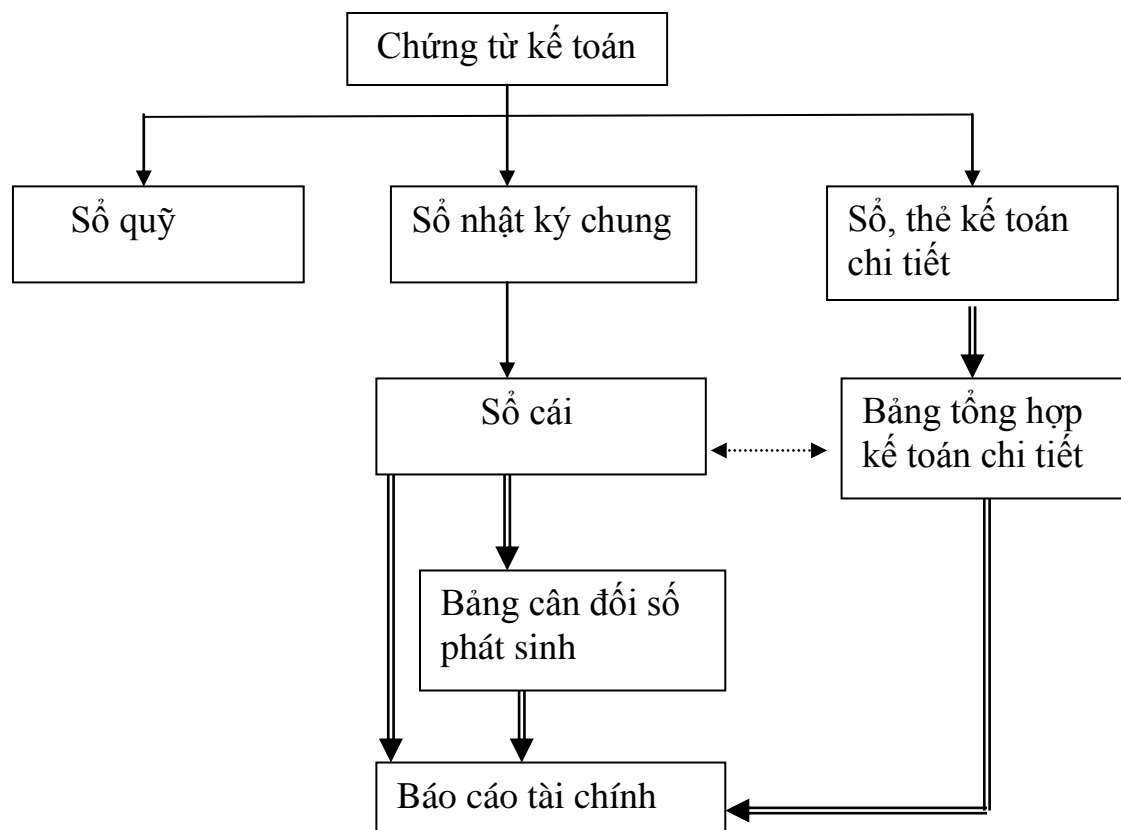 Chứng từ kế toán
Sổ quỹ
Sổ nhật ký chung
Sổ, thẻ kế toán
chi tiết
Sổ cái
Bảng tổng hợp
kế toán chi tiết
Bảng cân đối số
phát sinh
Báo cáo tài chính